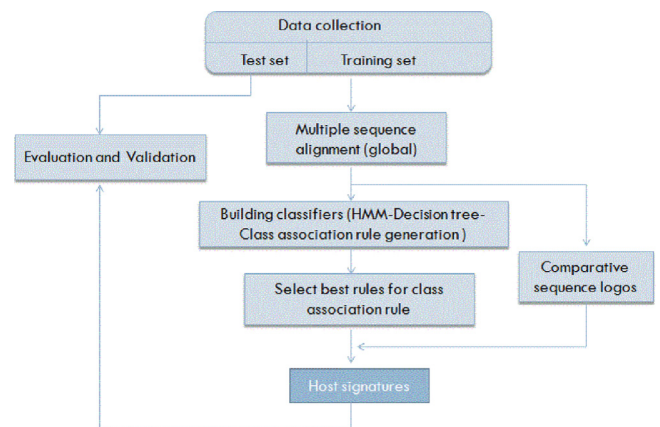 Data collection
Test set
Training set
Multiple sequence
alignment (global)
Evaluation and Validation
Building classifiers (HMM-Decision tree-
Class association rule generation )
Comparative
sequence logos
Select best rules for class
association rule
Host signatures